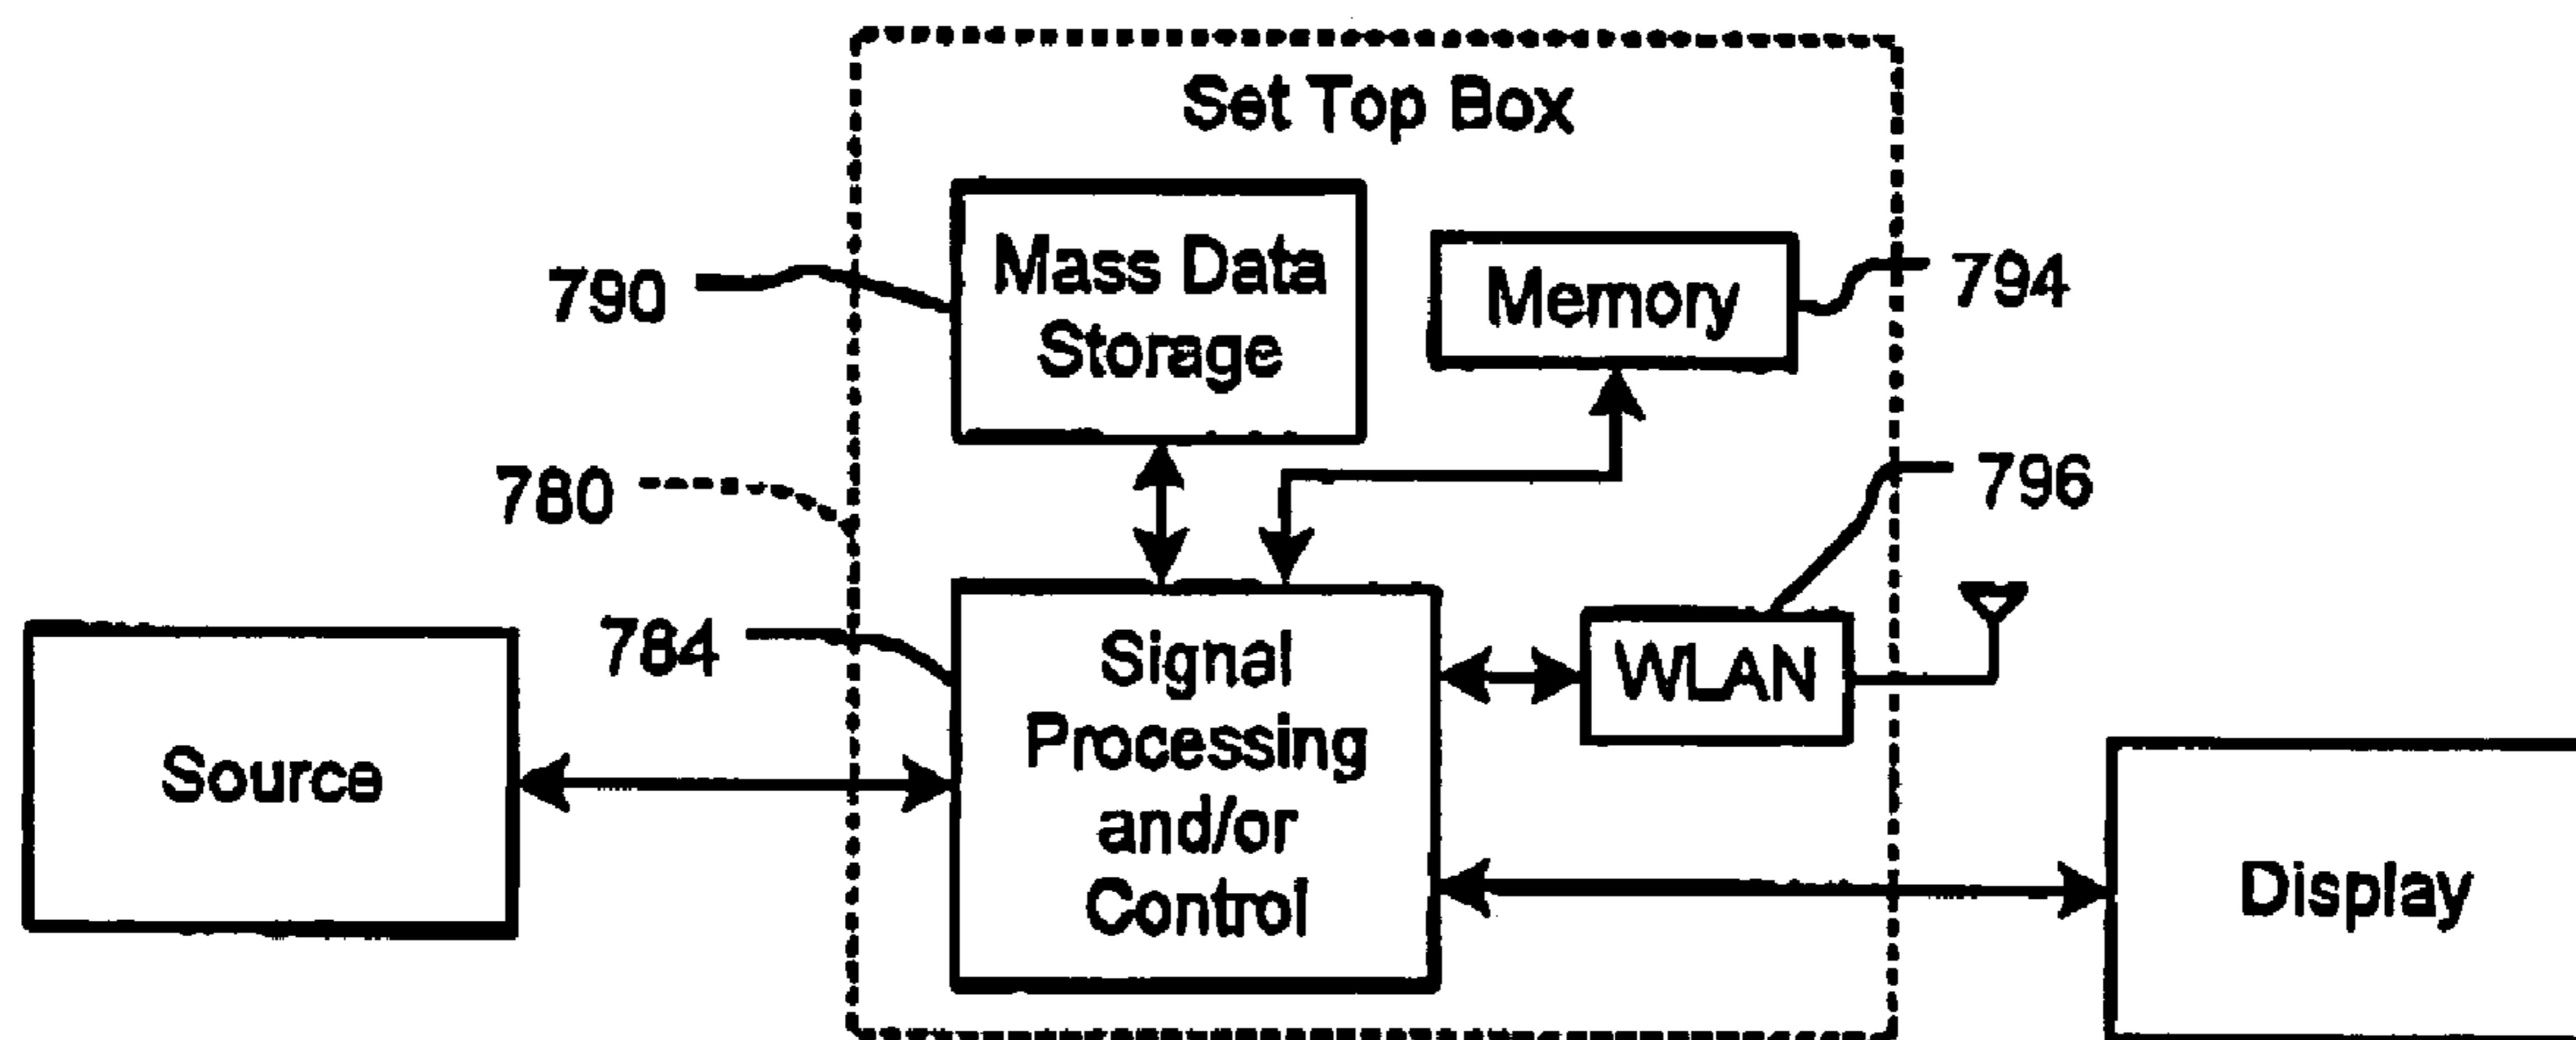 Set Top Box
790
Mass Data
Storage
Memory
794
780
796
784
Signal
Processing
and/or
Control
WLAN
Source
Display